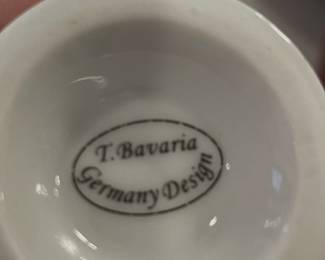 T. Bavaria
Germany Design